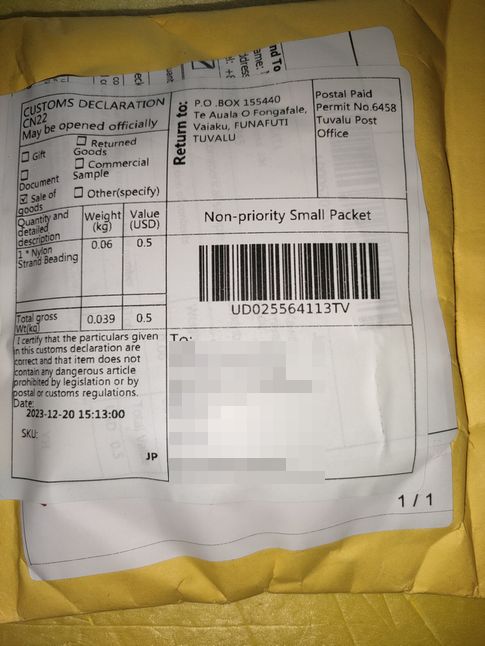 CUSTOMS DECLARATION
CN22
May be opened officially
Gift
Returned
Goods
Document
Commercial
Sample
Sale of
goods
Other(specify)
Quantity and
detailed
description
Weight
(kg)
Value
(USD)
1 * Nylon
Strand Beading
0.06
0.5
Total gross
Wt(kg)
0.039
0.5
I certify that the particulars given
in this customs declaration are
correct and that item does not
contain any dangerous article
prohibited by legislation or by
postal or customs regulations.
Date:
2023-12-20 15:13:00
SKU:
JP
Return to:
P.O .BOX 155440
Te Auala O Fongafale,
Vaiaku, FUNAFUTI
TUVALU
Postal Paid
Permit No.6458
Tuvalu Post
Office
Non-priority Small Packet
UD025564113TV
To:
1 / 1